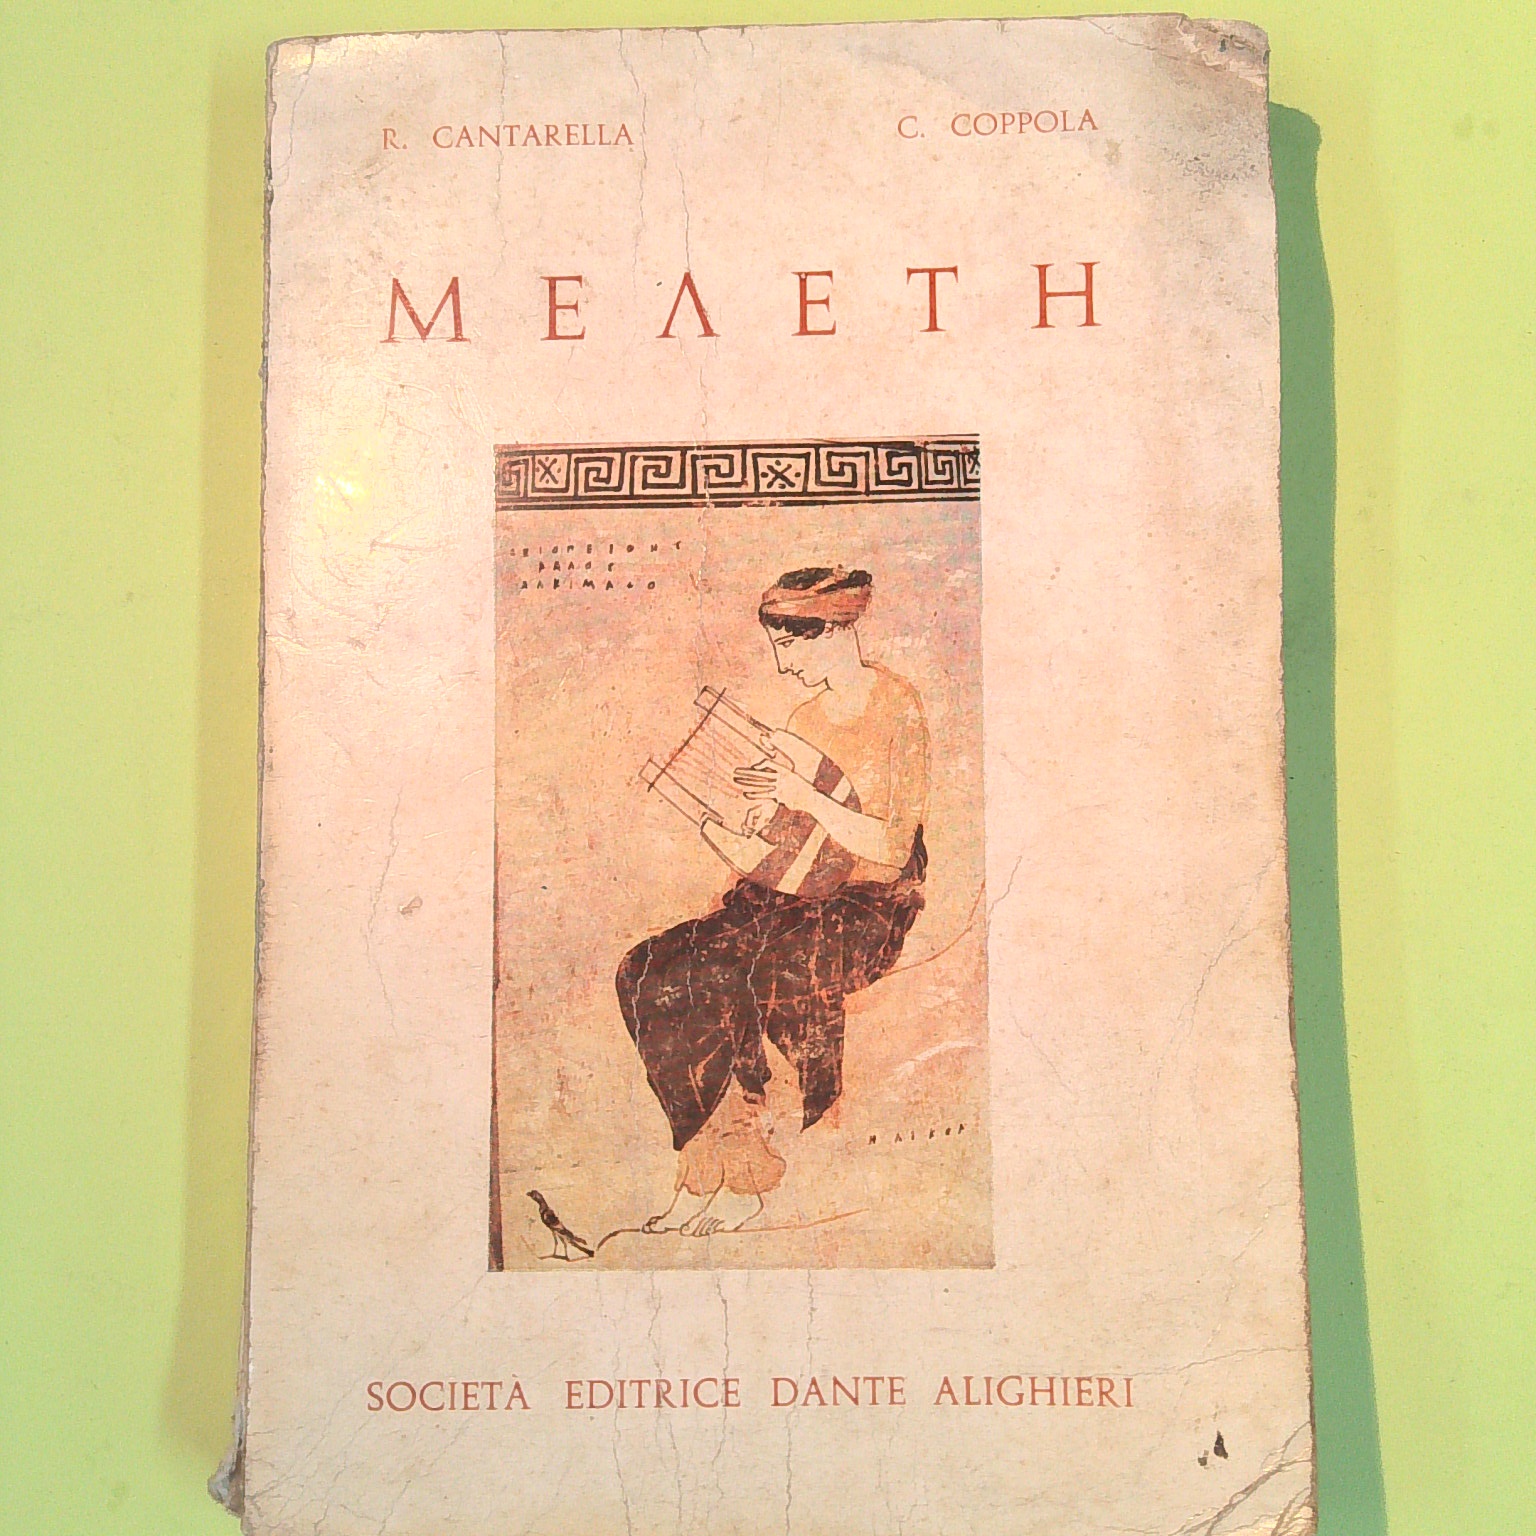 R. CANTARELLA C. COPPOLA
ΜΕΛΕΤΗ
SOCIETÀ EDITRICE DANTE ALIGHIERI